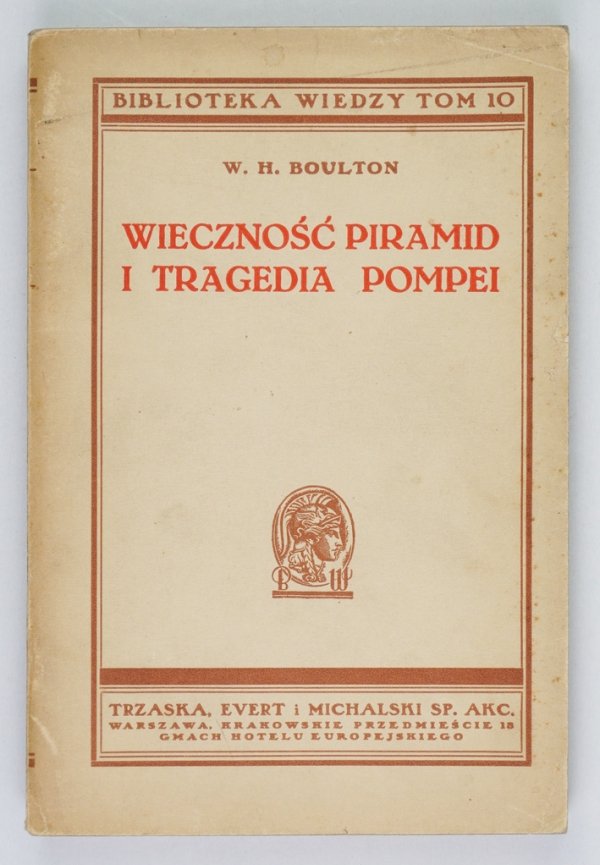 BIBLIOTEKA WIEDZY TOM 10
W. H. BOULTON
WIECZNOŚĆ PIRAMID
I TRAGEDIA POMPEI
B W
TRZASKA, EVERT i MICHALSKI SP. AKC.
WARSZAWA, KRAKOWSKIE PRZEDMIEŚCIE 13
GMACH HOTELU EUROPEJSKIEGO